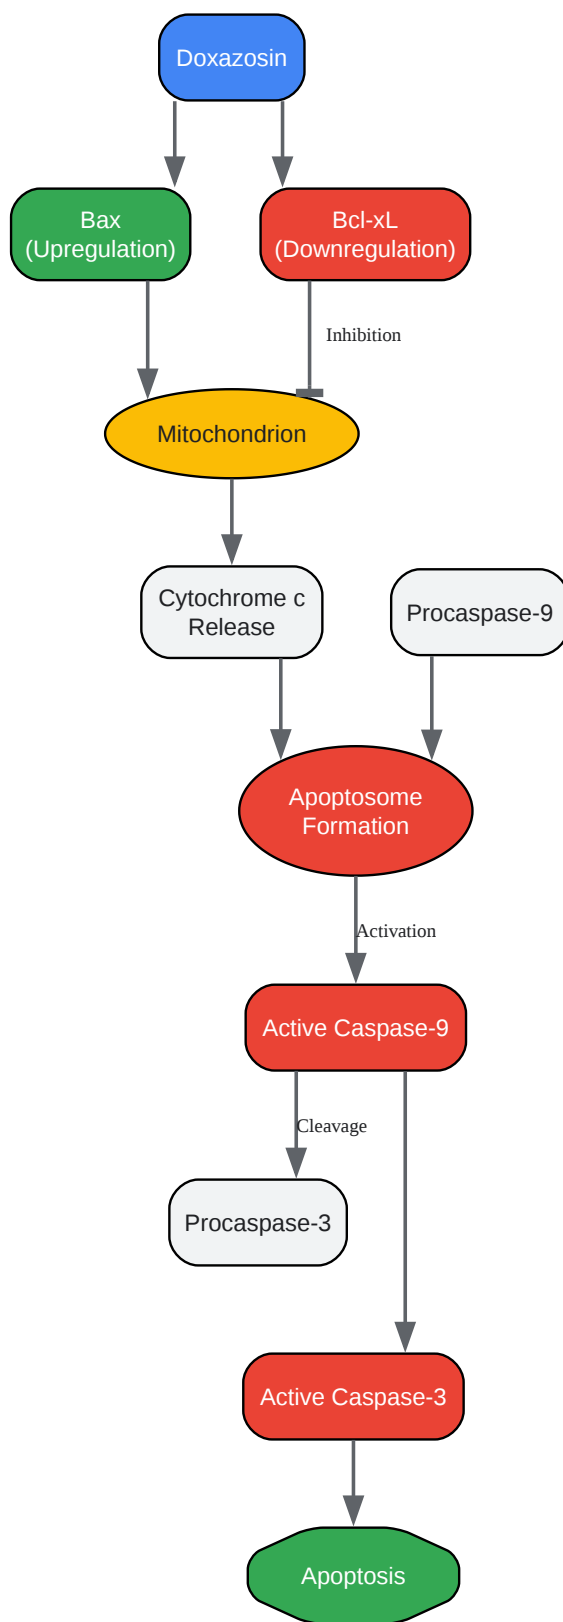 Doxazosin
Bax
(Upregulation)
Bcl-xL
(Downregulation)
Inhibition
Mitochondrion
Cytochrome c
Release
Procaspase-9
Apoptosome
Formation
Activation
Active Caspase-9
Cleavage
Procaspase-3
Active Caspase-3
Apoptosis